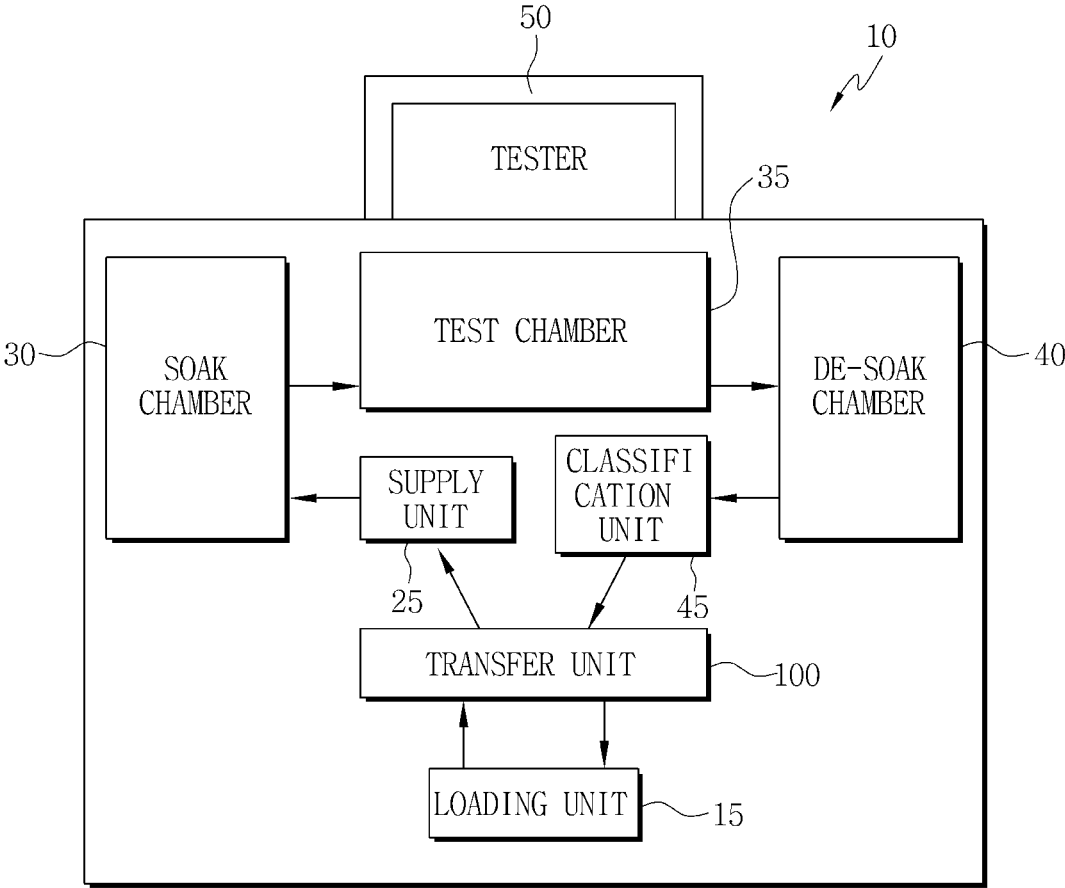 50
10
TESTER
35
TEST CHAMBER
30
SOAK
CHAMBER
40
DE-SOAK
CHAMBER
SUPPLY
UNIT
CLASSIFI
CATION
UNIT
25
45
TRANSFER UNIT
100
LOADING UNIT
15